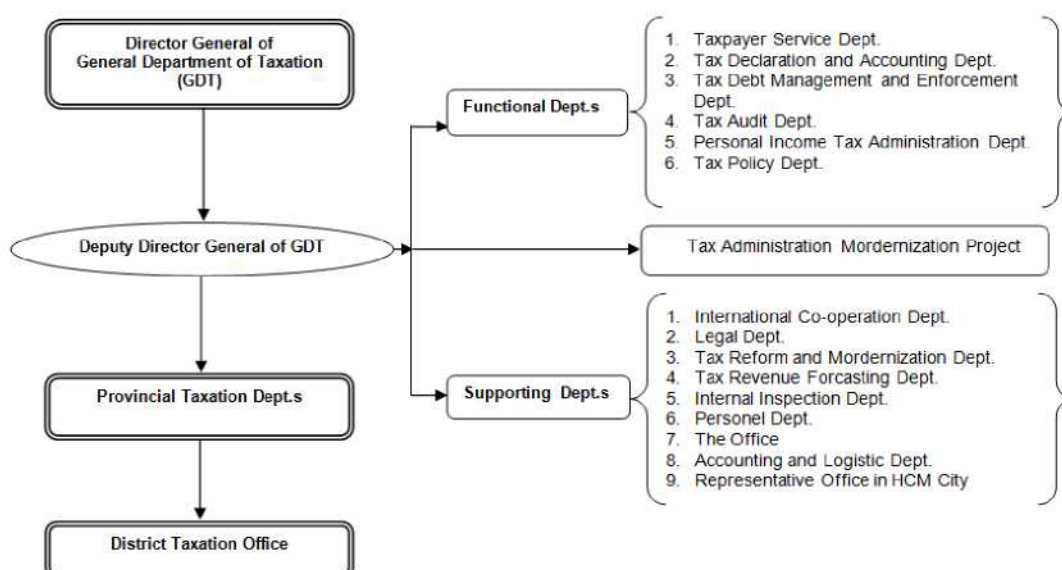 Director General of
General Department of Taxation
(GDT)
Deputy Director General of GDT
Provincial Taxation Dept.s
District Taxation Office
Functional Dept.s
1. Taxpayer Service Dept.
2. Tax Declaration and Accounting Dept.
3. Tax Debt Management and Enforcement
Dept.
4. Tax Audit Dept.
5. Personal Income Tax Administration Dept.
6. Tax Policy Dept.
Tax Administration Mordernization Project
Supporting Dept.s
1. International Co-operation Dept.
2. Legal Dept.
3. Tax Reform and Mordernization Dept.
4. Tax Revenue Forcasting Dept.
5. Internal Inspection Dept.
6. Personel Dept.
7. The Office
8. Accounting and Logistic Dept.
9. Representative Office in HCM City